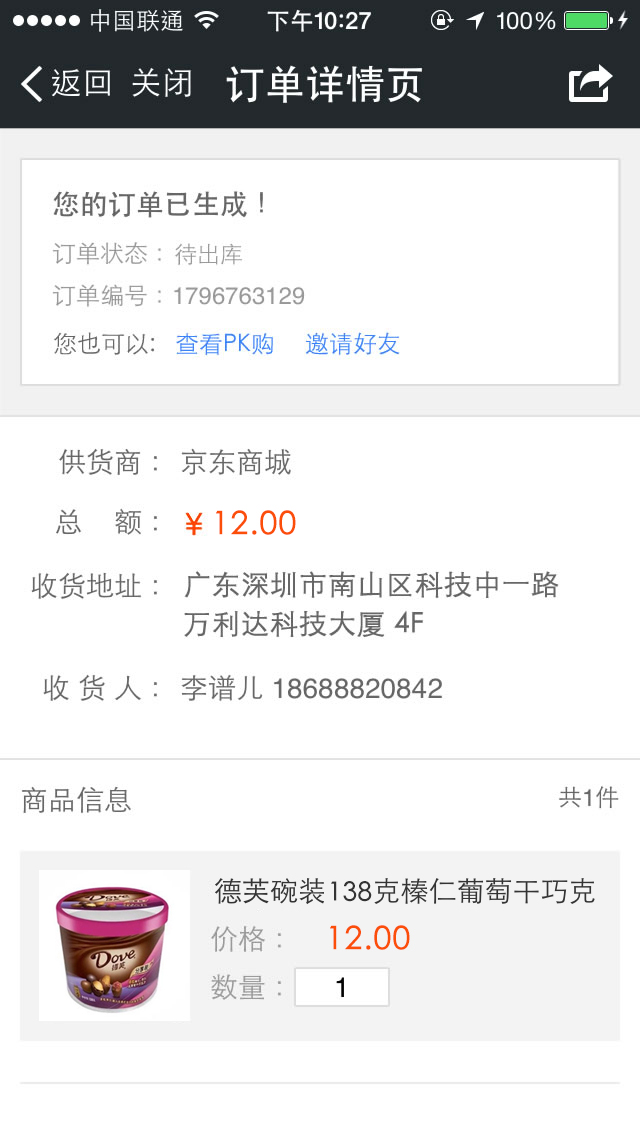 中国联通 下午10:27 100%
返回 关闭 订单详情页
您的订单已生成！
订单状态：待出库
订单编号：1796763129
您也可以: 查看PK购 邀请好友
供货商： 京东商城
总 额： ¥ 12.00
收货地址： 广东深圳市南山区科技中一路
万利达科技大厦 4F
收 货 人： 李谱儿 18688820842
商品信息 共1件
德芙碗装138克榛仁葡萄干巧克
价格： 12.00
数量： 1
Dove
Dove
德芙